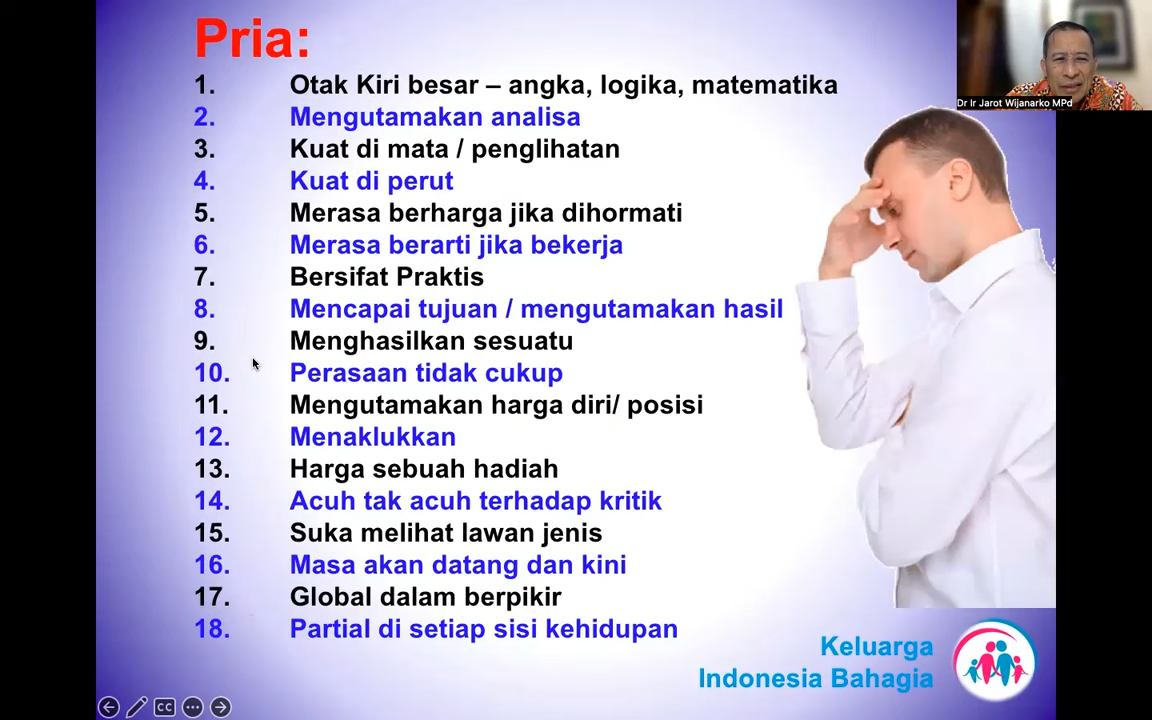 Pria:
1. Otak Kiri besar – angka, logika, matematika
2. Mengutamakan analisa
3. Kuat di mata / penglihatan
4. Kuat di perut
5. Merasa berharga jika dihormati
6. Merasa berarti jika bekerja
7. Bersifat Praktis
8. Mencapai tujuan / mengutamakan hasil
9. Menghasilkan sesuatu
10. Perasaan tidak cukup
11. Mengutamakan harga diri/ posisi
12. Menaklukkan
13. Harga sebuah hadiah
14. Acuh tak acuh terhadap kritik
15. Suka melihat lawan jenis
16. Masa akan datang dan kini
17. Global dalam berpikir
18. Partial di setiap sisi kehidupan
Dr Ir Jarot Wijanarko MPd
Keluarga
Indonesia Bahagia
CC